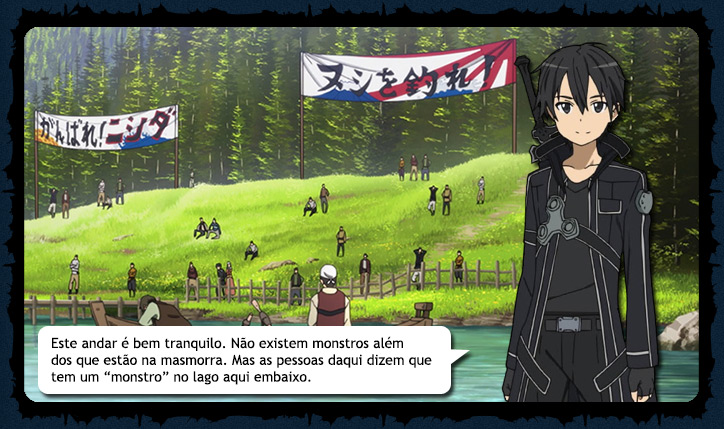 がんばれ!ニシダ
ヌシを釣れ!
Este andar é bem tranquilo. Não existem monstros além
dos que estão na masmorra. Mas as pessoas daqui dizem que
tem um “monstro” no lago aqui embaixo.